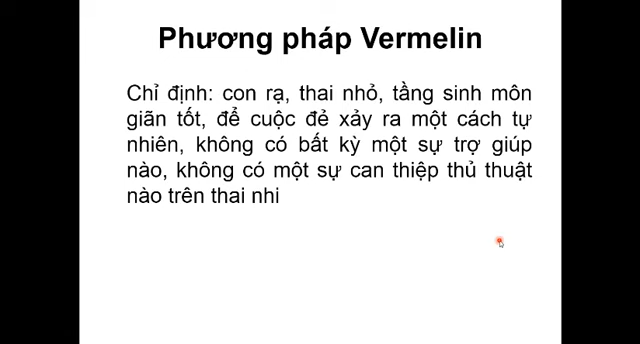 Phương pháp Vermelin
Chỉ định: con rạ, thai nhỏ, tầng sinh môn
giãn tốt, để cuộc đẻ xảy ra một cách tự
nhiên, không có bất kỳ một sự trợ giúp
nào, không có một sự can thiệp thủ thuật
nào trên thai nhi